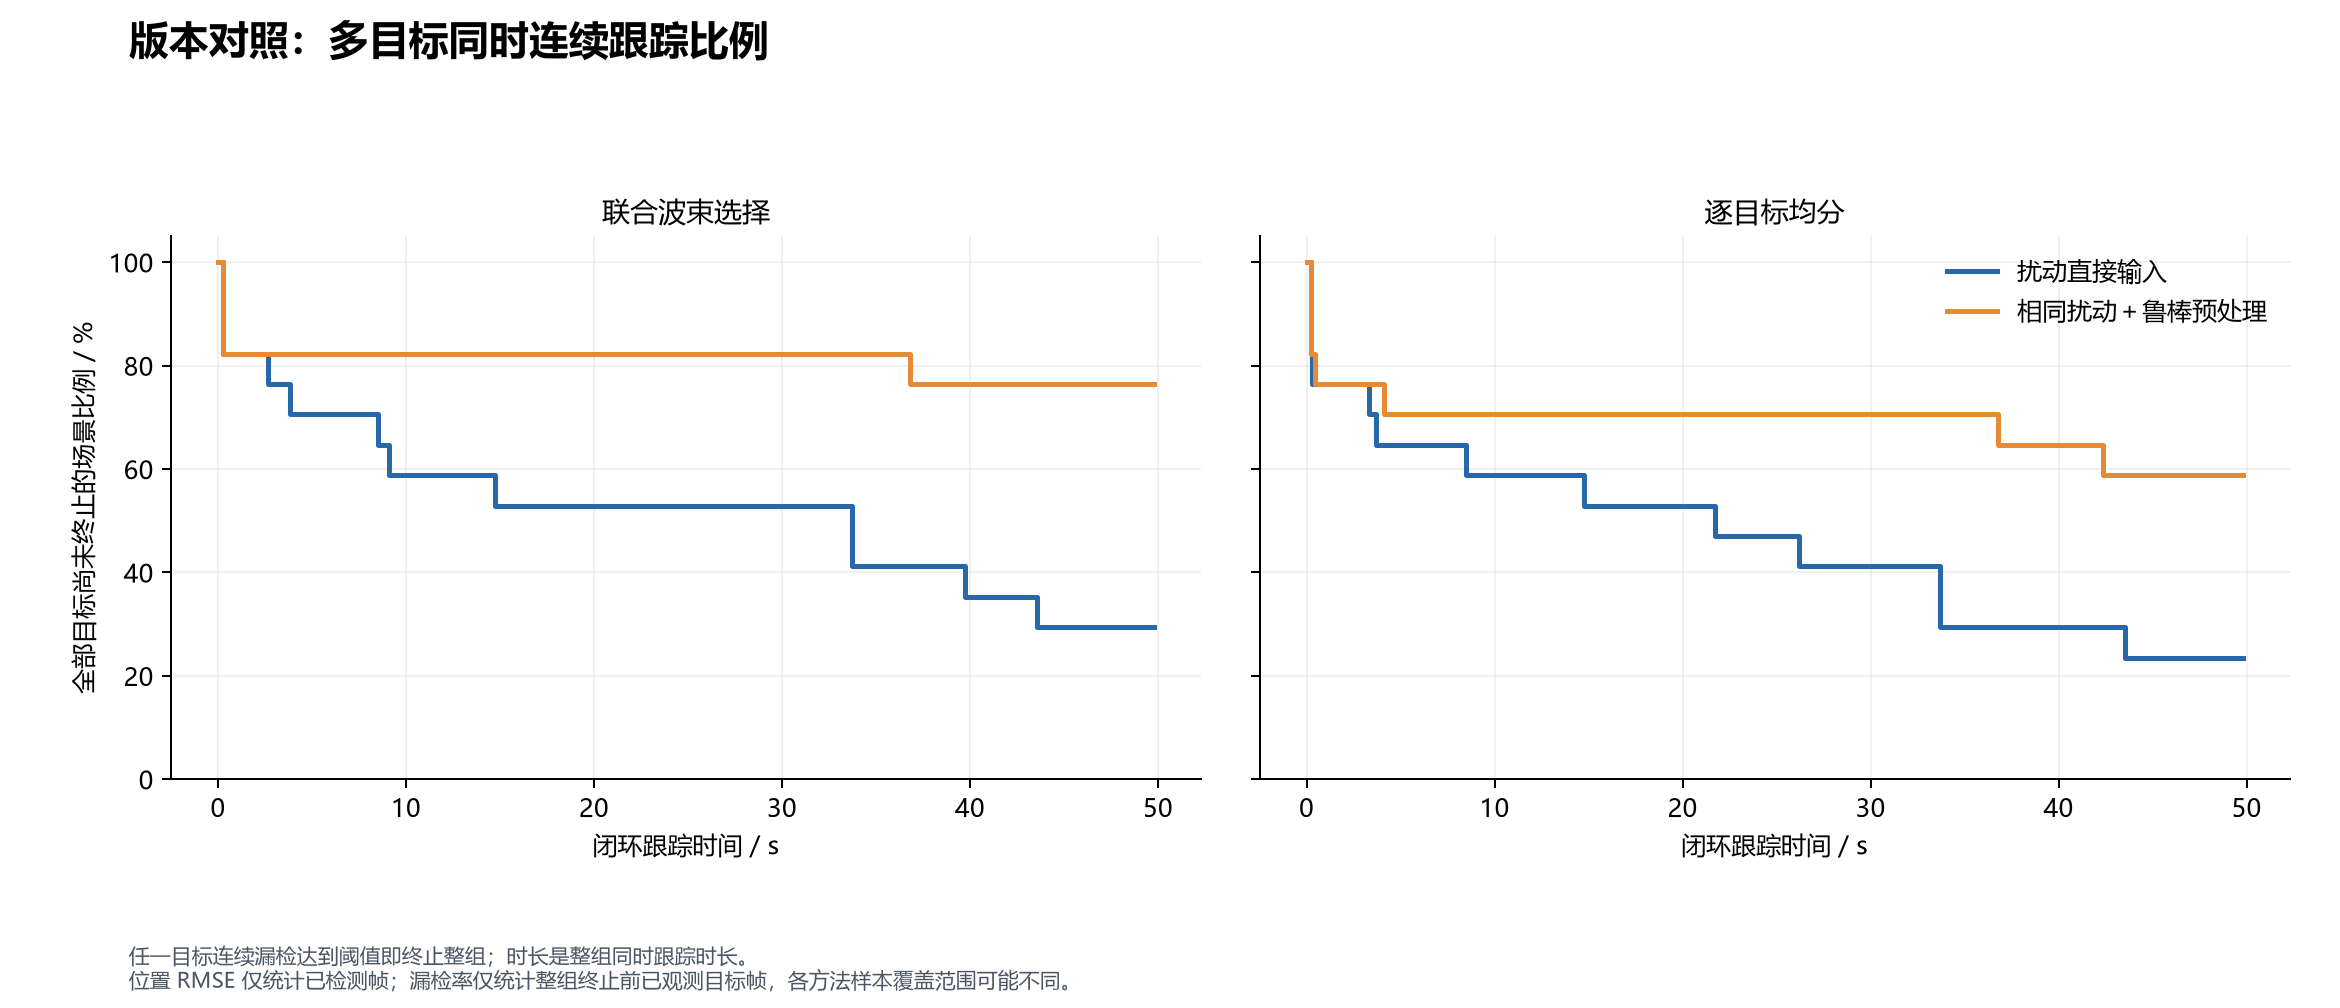 版本对照：多目标同时连续跟踪比例
联合波束选择
全部目标尚未终止的场景比例 / %
100
80
60
40
20
0
0 10 20 30 40 50
闭环跟踪时间 / s
逐目标均分
扰动直接输入
相同扰动 + 鲁棒预处理
0 10 20 30 40 50
闭环跟踪时间 / s
任一目标连续漏检达到阈值即终止整组；时长是整组同时跟踪时长。
位置 RMSE 仅统计已检测帧；漏检率仅统计整组终止前已观测目标帧，各方法样本覆盖范围可能不同。